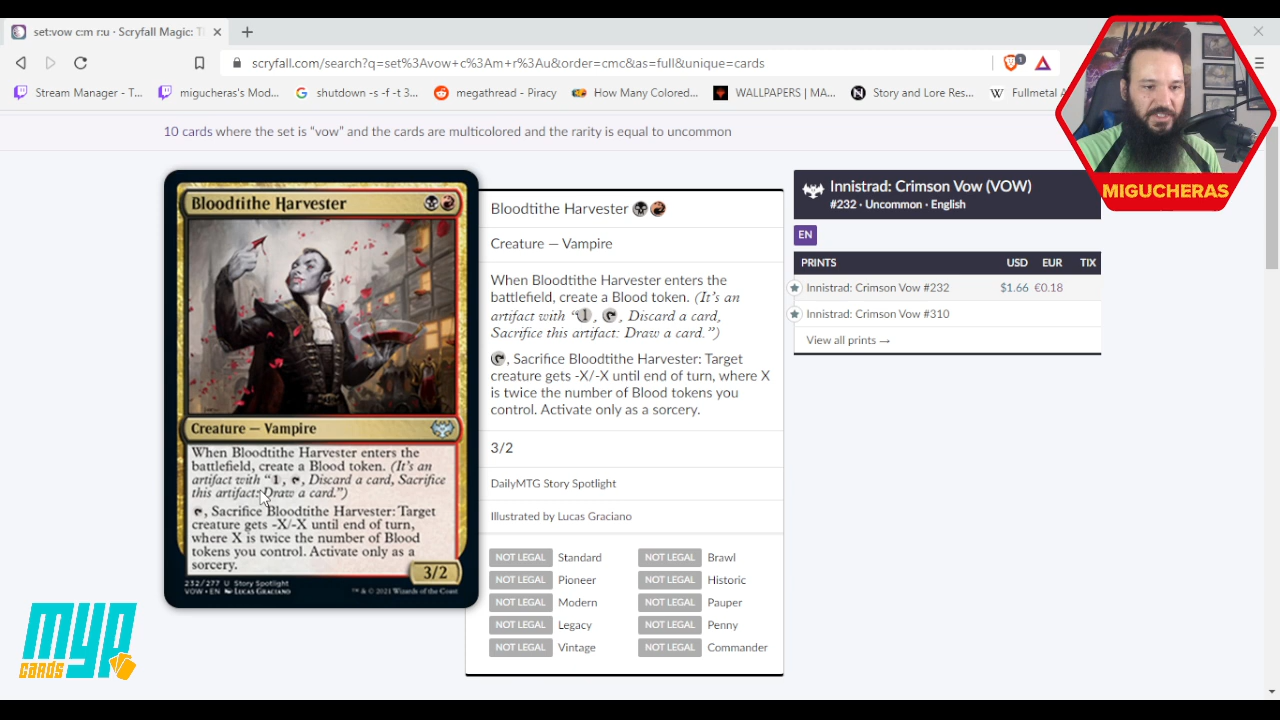 set:vow c:m r:u · Scryfall Magic: T
scryfall.com/search?q=set%3Avow+c%3Am+r%3Au&order=cmc&as=full&unique=cards
1
Stream Manager - T...
migucheras's Mod...
shutdown -s -f -t 3...
megathread - Piracy
How Many Colored...
WALLPAPERS | MA...
Story and Lore Res...
Fullmetal
10 cards where the set is “vow” and the cards are multicolored and the rarity is equal to uncommon
MIGUCHERAS
Bloodtithe Harvester
Creature — Vampire
When Bloodtithe Harvester enters the
battlefield, create a Blood token. (It's an
artifact with “1, , Discard a card, Sacrifice
this artifact: Draw a card.”)
, Sacrifice Bloodtithe Harvester: Target
creature gets -X/-X until end of turn,
where X is twice the number of Blood
tokens you control. Activate only as a
sorcery.
3/2
232/277 U Story Spotlight
VOW • EN Lucas Graciano
™ & © 2021 Wizards of the Coast
Bloodtithe Harvester
Creature — Vampire
When Bloodtithe Harvester enters the
battlefield, create a Blood token. (It's an
artifact with “1, , Discard a card,
Sacrifice this artifact: Draw a card.”)
, Sacrifice Bloodtithe Harvester: Target
creature gets -X/-X until end of turn, where X
is twice the number of Blood tokens you
control. Activate only as a sorcery.
3/2
DailyMTG Story Spotlight
Illustrated by Lucas Graciano
NOT LEGAL Standard NOT LEGAL Brawl
NOT LEGAL Pioneer NOT LEGAL Historic
NOT LEGAL Modern NOT LEGAL Pauper
NOT LEGAL Legacy NOT LEGAL Penny
NOT LEGAL Vintage NOT LEGAL Commander
Innistrad: Crimson Vow (VOW)
#232 · Uncommon · English
EN
PRINTS USD EUR TIX
Innistrad: Crimson Vow #232 $1.66 €0.18
Innistrad: Crimson Vow #310
View all prints →
myp
cards